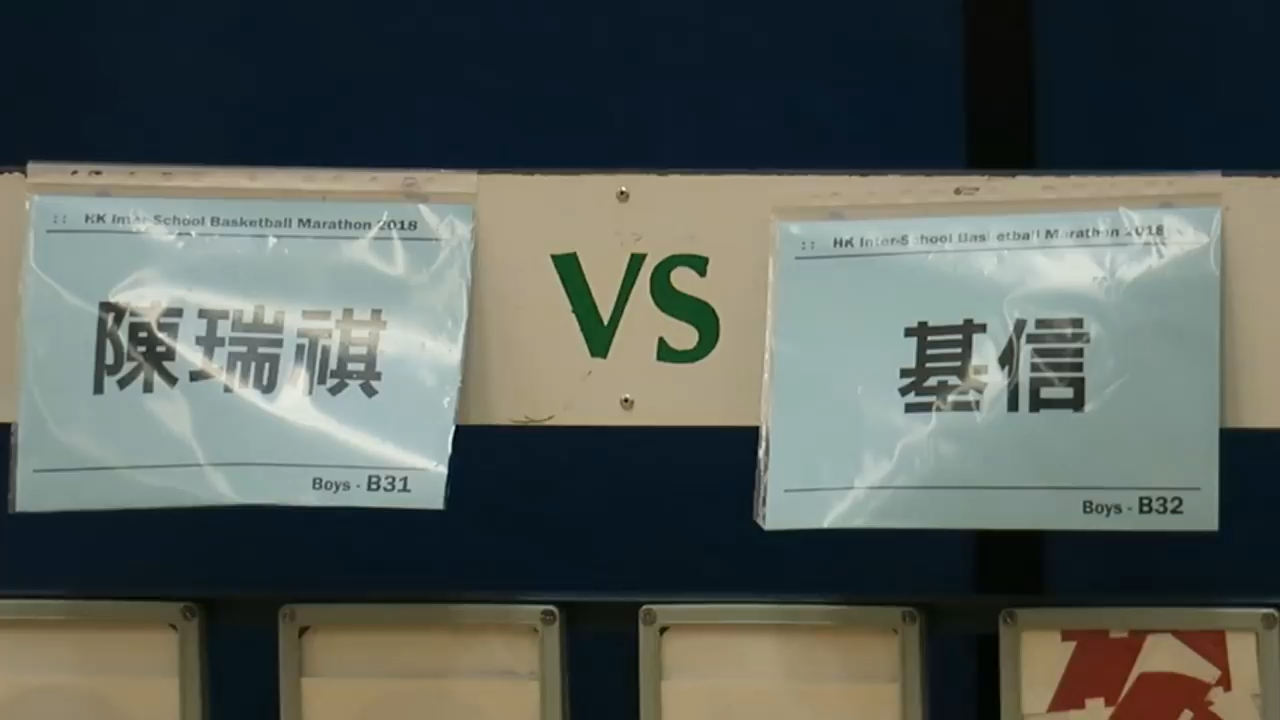 :: HK Inter-School Basketball Marathon 2018
陳瑞祺
Boys - B31
VS
:: HK Inter-School Basketball Marathon 2018
基信
Boys - B32